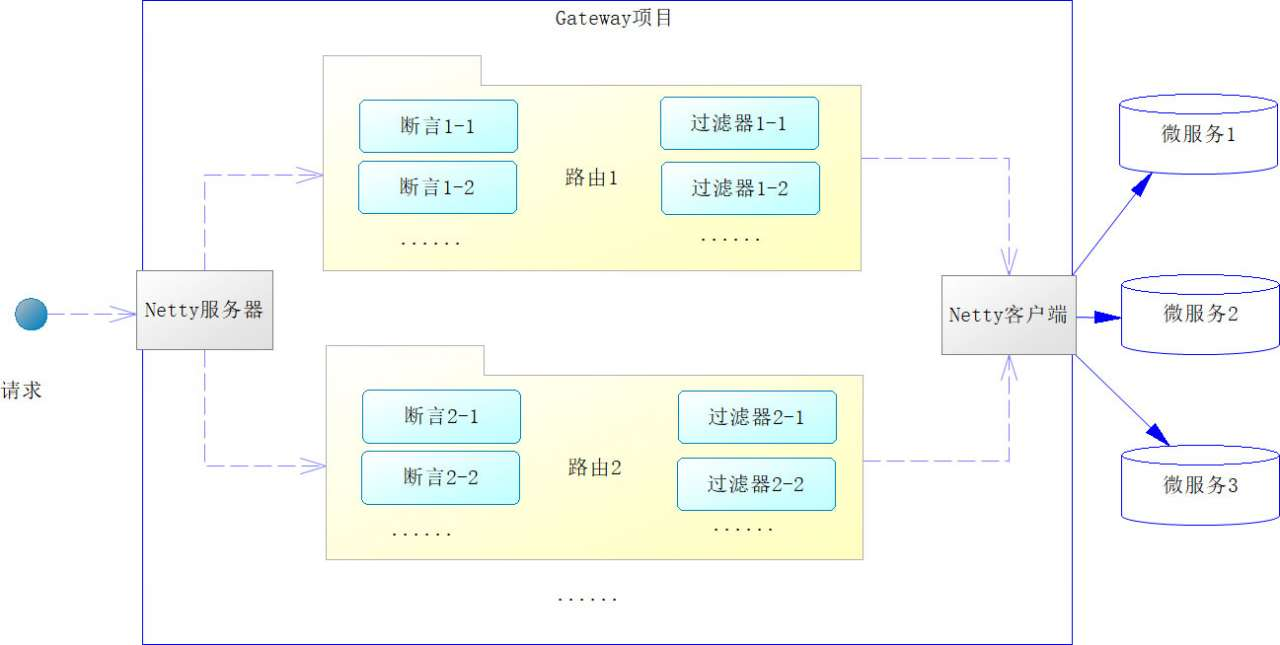 Gateway项目
断言1-1
过滤器1-1
断言1-2
路由1
过滤器1-2
......
......
微服务1
Netty服务器
Netty客户端
微服务2
请求
断言2-1
过滤器2-1
断言2-2
路由2
过滤器2-2
......
......
微服务3
......